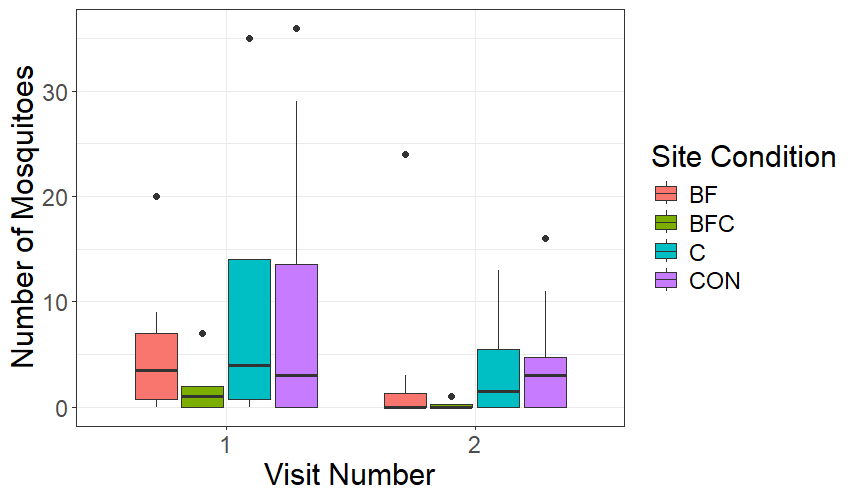 Number of Mosquitoes
30
20
10
0
1
2
Visit Number
Site Condition
BF
BFC
C
CON